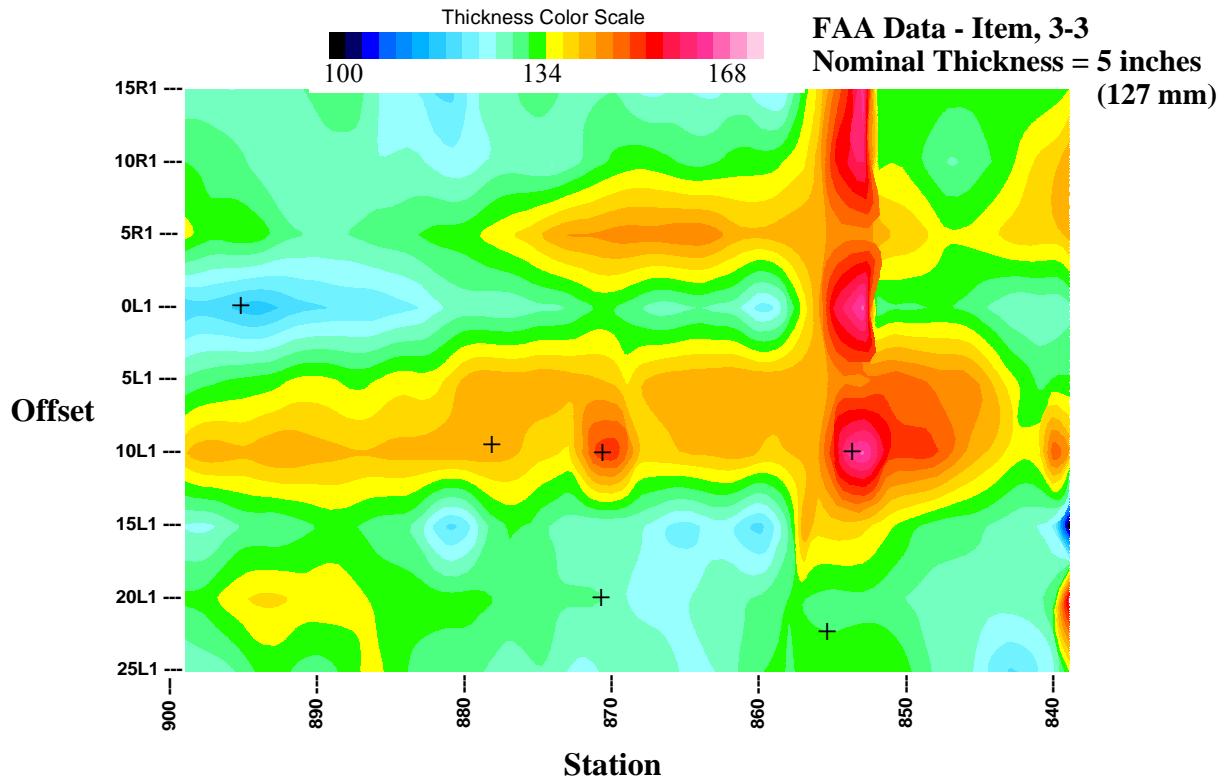 Thickness Color Scale
100 134 168
FAA Data - Item, 3-3
Nominal Thickness = 5 inches
(127 mm)
15R1 ---
10R1 ---
5R1 ---
0L1 ---
5L1 ---
10L1 ---
15L1 ---
20L1 ---
25L1 ---
Offset
900 ---
890 ---
880 ---
870 ---
860 ---
850 ---
840 ---
Station